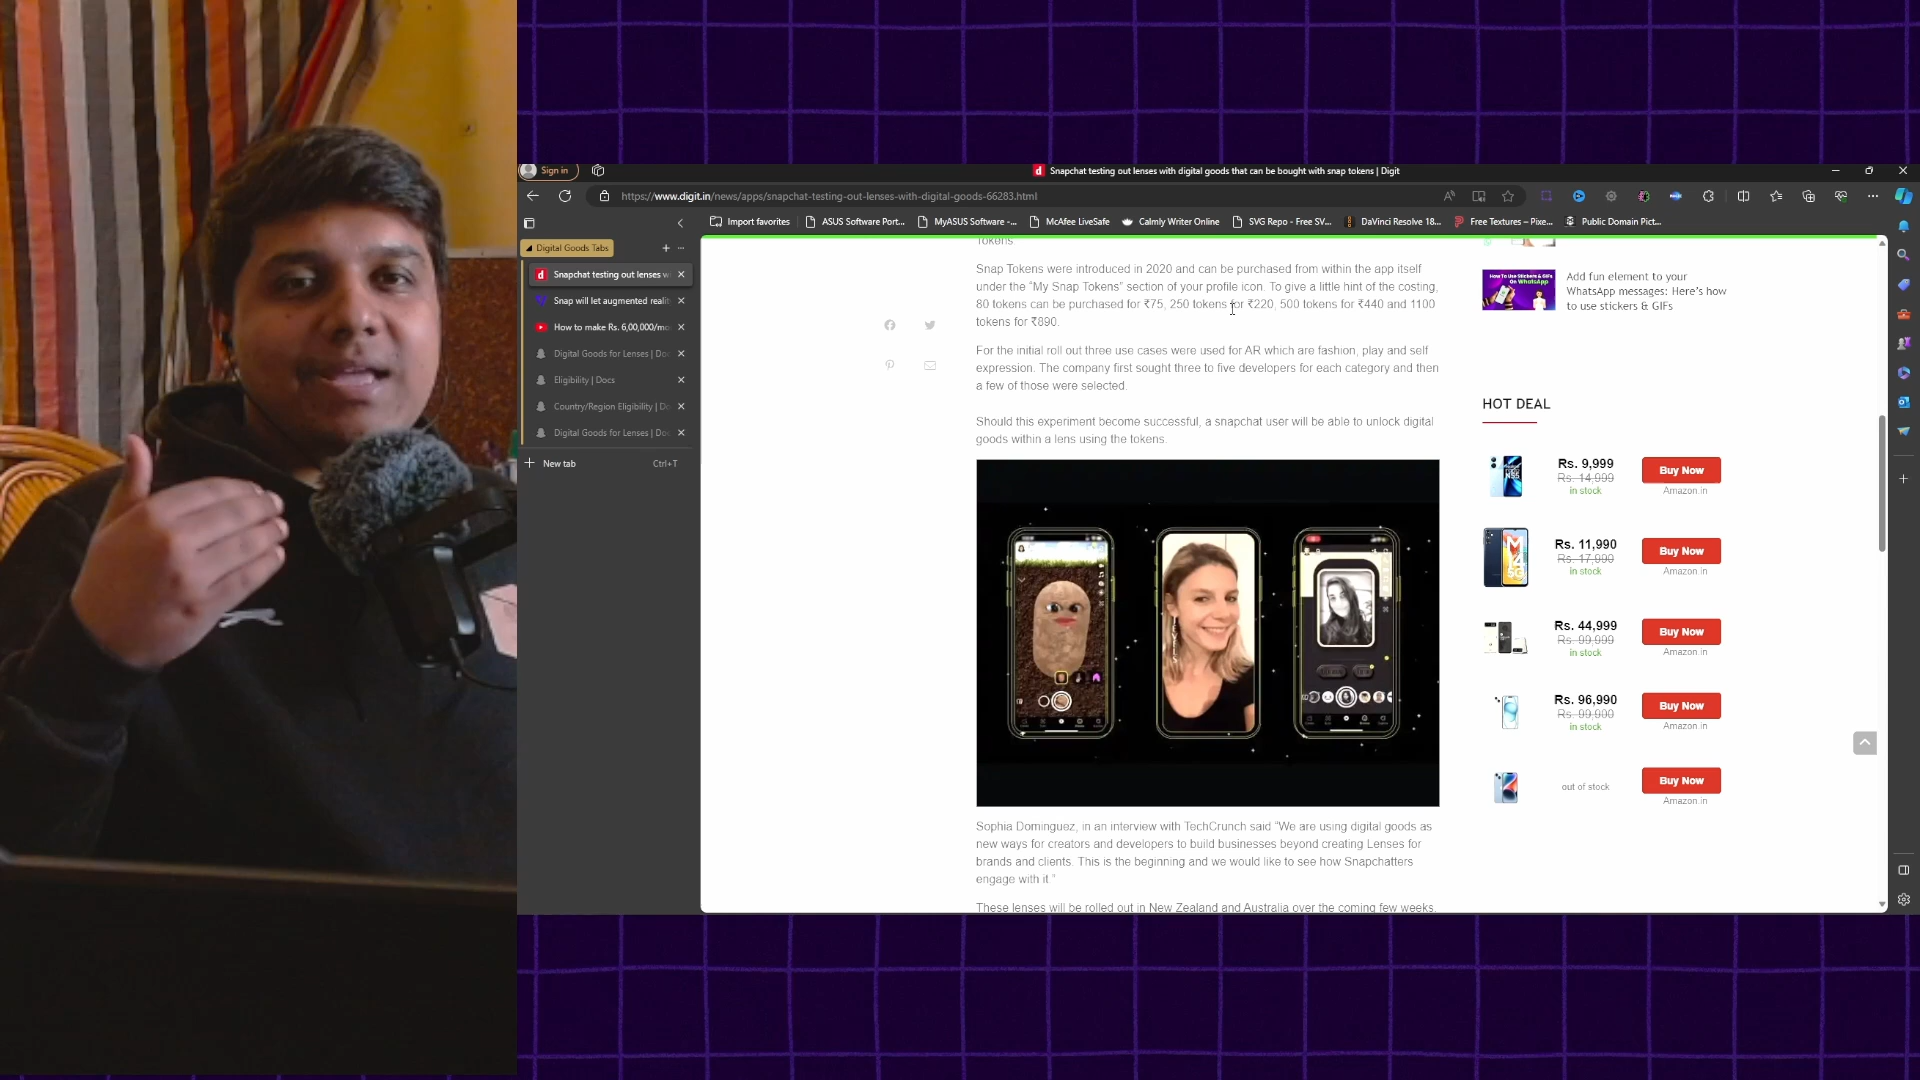 Sign in
Snapchat testing out lenses with digital goods that can be bought with snap tokens | Digit
https://www.digit.in/news/apps/snapchat-testing-out-lenses-with-digital-goods-66283.html
Import favorites
ASUS Software Port...
MyASUS Software -...
McAfee LiveSafe
Calmly Writer Online
SVG Repo - Free SV...
DaVinci Resolve 18...
Free Textures – Pixe...
Public Domain Pict...
Digital Goods Tabs
Snapchat testing out lenses w
Snap will let augmented realit
How to make Rs. 6,00,000/mo
Digital Goods for Lenses | Doc
Eligibility | Docs
Country/Region Eligibility | Do
Digital Goods for Lenses | Doc
New tab
Ctrl+T
Tokens
Snap Tokens were introduced in 2020 and can be purchased from within the app itself
under the “My Snap Tokens” section of your profile icon. To give a little hint of the costing,
80 tokens can be purchased for ₹75, 250 tokens for ₹220, 500 tokens for ₹440 and 1100
tokens for ₹890.
For the initial roll out three use cases were used for AR which are fashion, play and self
expression. The company first sought three to five developers for each category and then
a few of those were selected.
Should this experiment become successful, a snapchat user will be able to unlock digital
goods within a lens using the tokens.
Sophia Dominguez, in an interview with TechCrunch said “We are using digital goods as
new ways for creators and developers to build businesses beyond creating Lenses for
brands and clients. This is the beginning and we would like to see how Snapchatters
engage with it.”
These lenses will be rolled out in New Zealand and Australia over the coming few weeks.
Add fun element to your
WhatsApp messages: Here’s how
to use stickers & GIFs
HOT DEAL
Rs. 9,999
Rs. 14,999
in stock
Buy Now
Amazon.in
Rs. 11,990
Rs. 17,990
in stock
Buy Now
Amazon.in
Rs. 44,999
Rs. 99,999
in stock
Buy Now
Amazon.in
Rs. 96,990
Rs. 99,900
in stock
Buy Now
Amazon.in
out of stock
Buy Now
Amazon.in